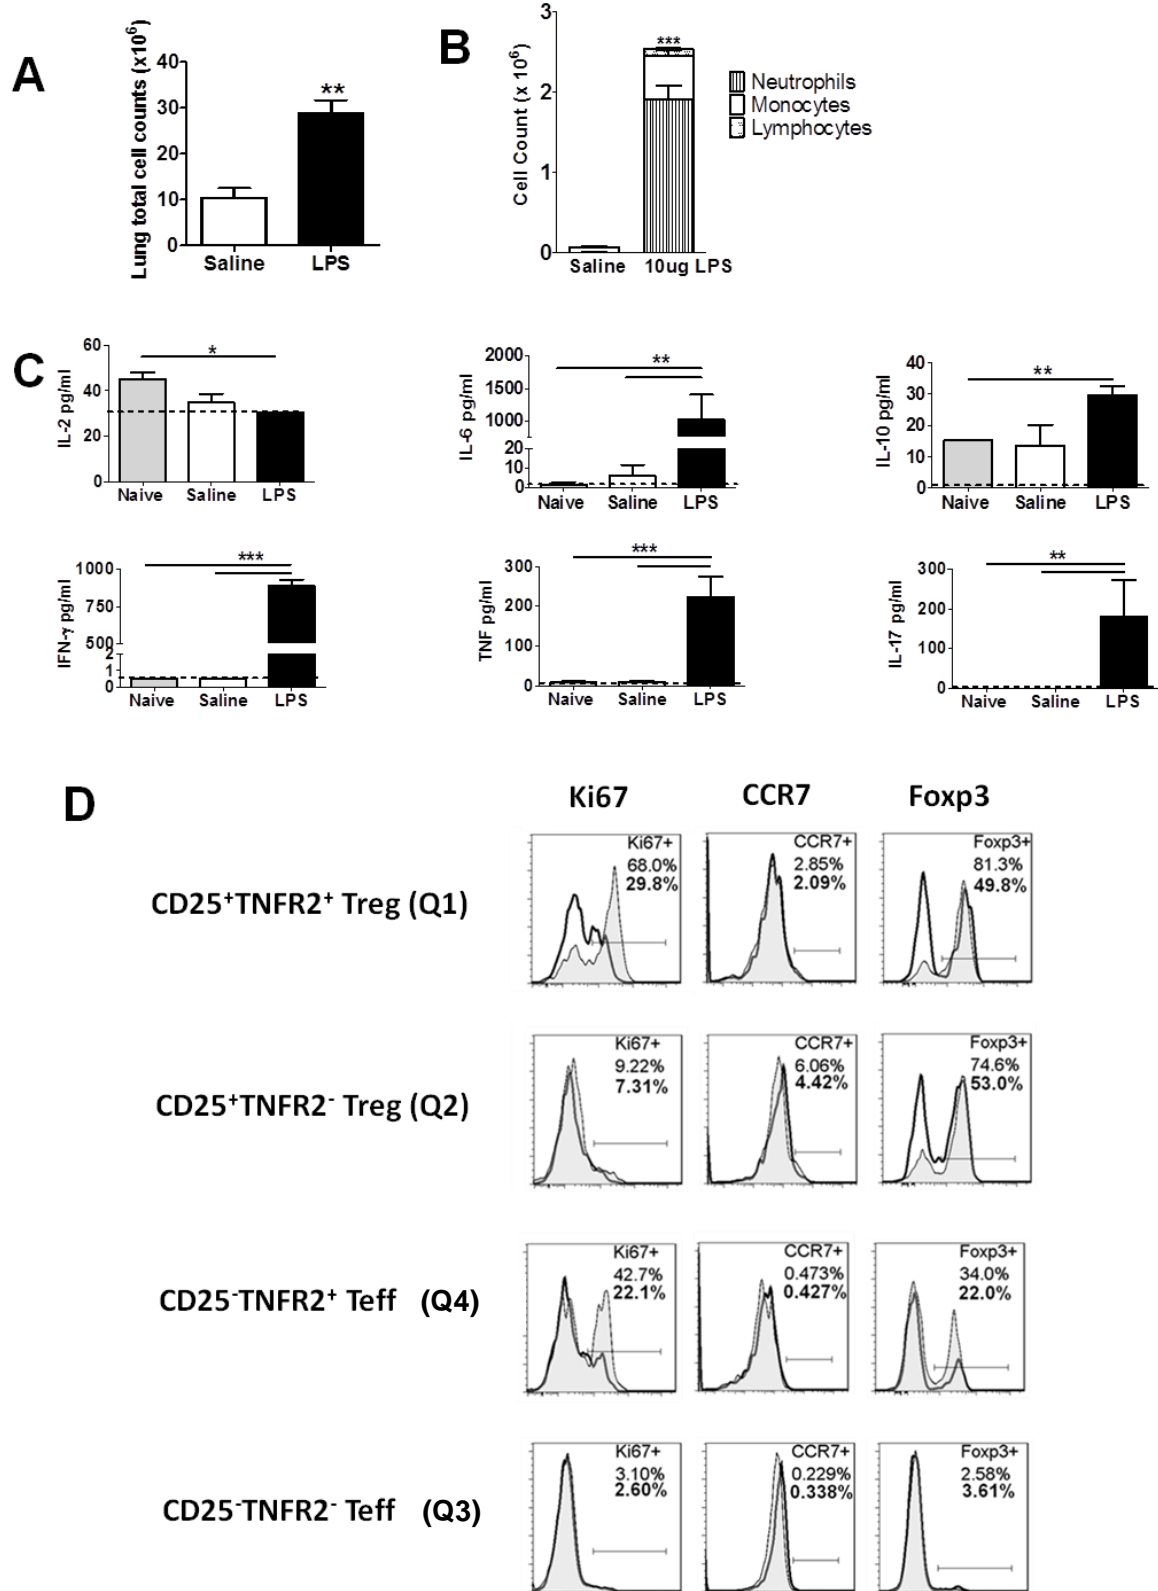 A
Lung total cell counts (x10⁶)
40
30
20
10
0
**
Saline
LPS
B
Cell Count (x 10⁶)
3
2
1
0
***
Saline
10ug LPS
Neutrophils
Monocytes
Lymphocytes
C
IL-2 pg/ml
60
40
20
0
*
Naive
Saline
LPS
IL-6 pg/ml
2000
1500
1000
20
10
0
**
Naive
Saline
LPS
IL-10 pg/ml
40
30
20
10
0
**
Naive
Saline
LPS
IFN-γ pg/ml
1000
750
500
2
1
0
***
Naive
Saline
LPS
TNF pg/ml
300
200
100
0
***
Naive
Saline
LPS
IL-17 pg/ml
300
200
100
0
**
Naive
Saline
LPS
D
Ki67
CCR7
Foxp3
CD25⁺TNFR2⁺ Treg (Q1)
Ki67+
68.0%
29.8%
CCR7+
2.85%
2.09%
Foxp3+
81.3%
49.8%
CD25⁺TNFR2⁻ Treg (Q2)
Ki67+
9.22%
7.31%
CCR7+
6.06%
4.42%
Foxp3+
74.6%
53.0%
CD25⁻TNFR2⁺ Teff (Q4)
Ki67+
42.7%
22.1%
CCR7+
0.473%
0.427%
Foxp3+
34.0%
22.0%
CD25⁻TNFR2⁻ Teff (Q3)
Ki67+
3.10%
2.60%
CCR7+
0.229%
0.338%
Foxp3+
2.58%
3.61%